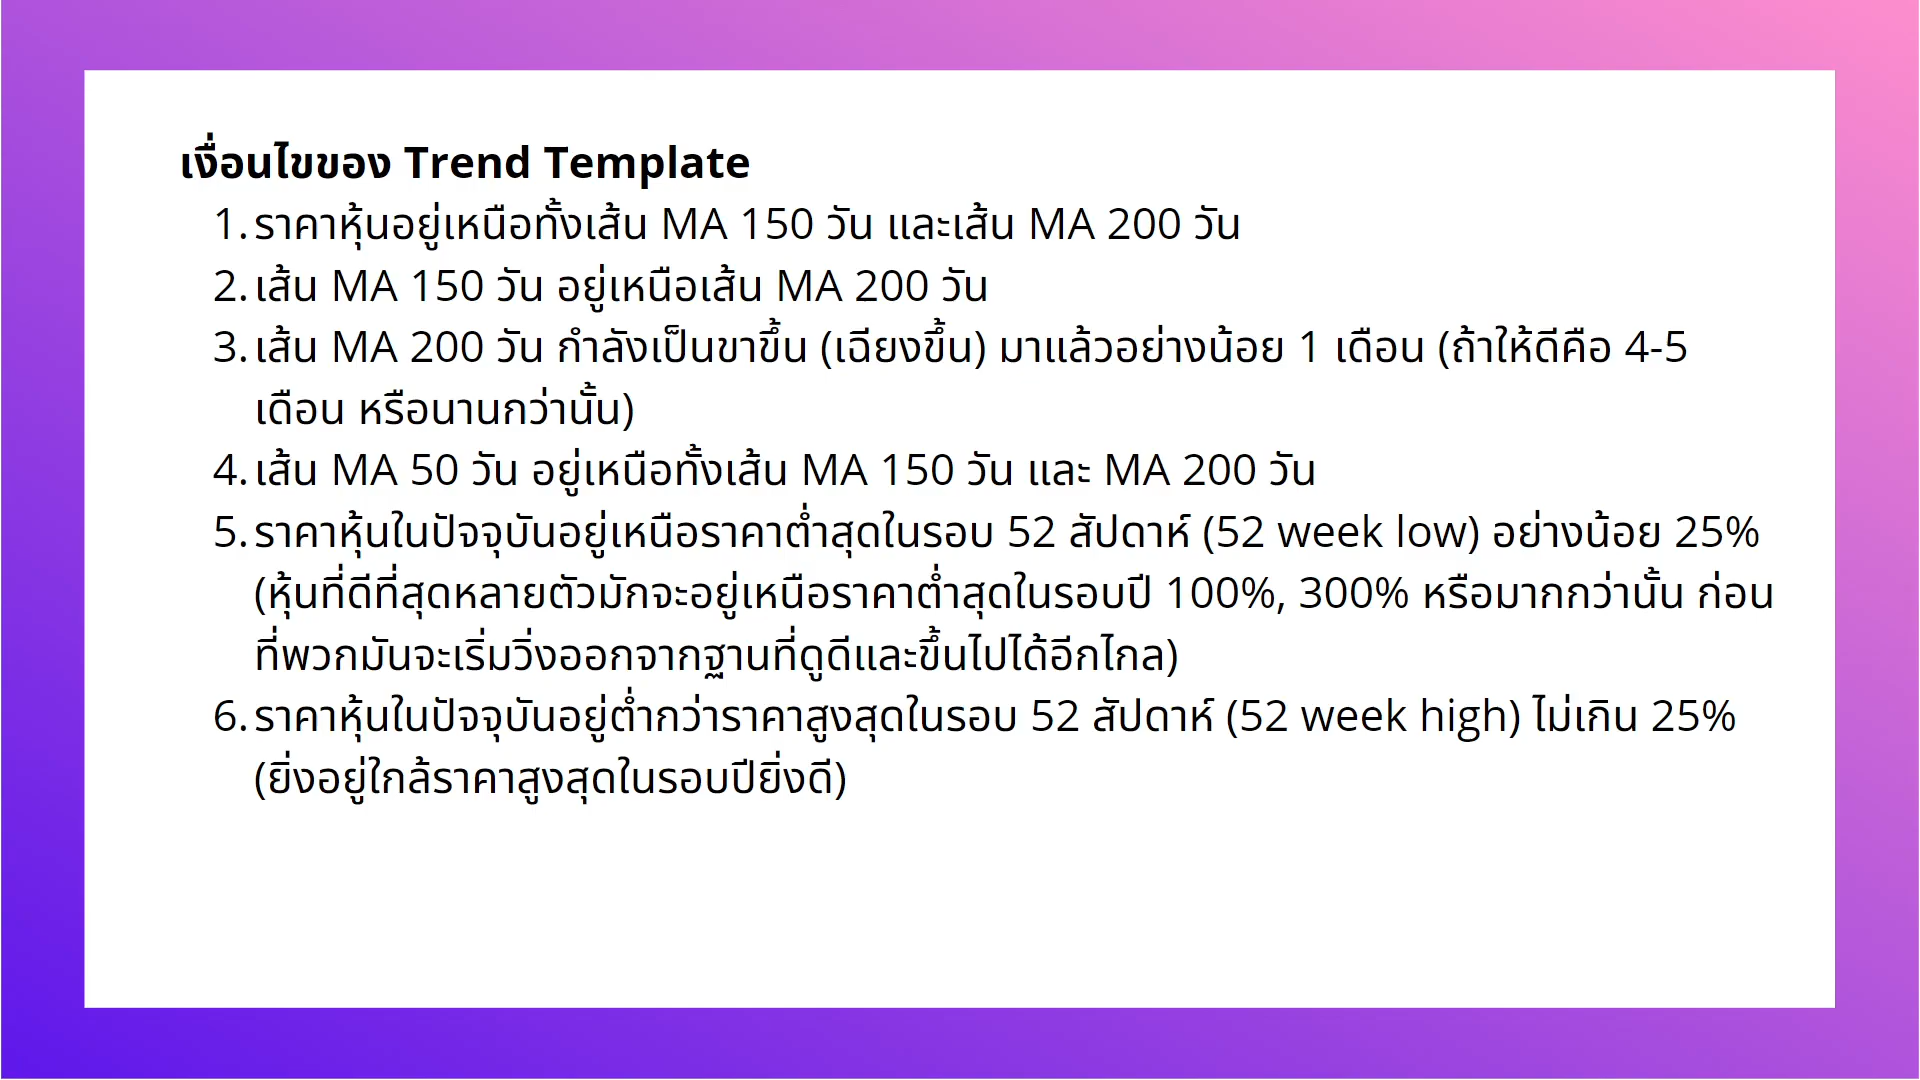 เงื่อนไขของ Trend Template
1. ราคาหุ้นอยู่เหนือทั้งเส้น MA 150 วัน และเส้น MA 200 วัน
2. เส้น MA 150 วัน อยู่เหนือเส้น MA 200 วัน
3. เส้น MA 200 วัน กำลังเป็นขาขึ้น (เฉียงขึ้น) มาแล้วอย่างน้อย 1 เดือน (ถ้าให้ดีคือ 4-5
เดือน หรือนานกว่านั้น)
4. เส้น MA 50 วัน อยู่เหนือทั้งเส้น MA 150 วัน และ MA 200 วัน
5. ราคาหุ้นในปัจจุบันอยู่เหนือราคาต่ำสุดในรอบ 52 สัปดาห์ (52 week low) อย่างน้อย 25%
(หุ้นที่ดีที่สุดหลายตัวมักจะอยู่เหนือราคาต่ำสุดในรอบปี 100%, 300% หรือมากกว่านั้น ก่อน
ที่พวกมันจะเริ่มวิ่งออกจากฐานที่ดูดีและขึ้นไปได้อีกไกล)
6. ราคาหุ้นในปัจจุบันอยู่ต่ำกว่าราคาสูงสุดในรอบ 52 สัปดาห์ (52 week high) ไม่เกิน 25%
(ยิ่งอยู่ใกล้ราคาสูงสุดในรอบปียิ่งดี)